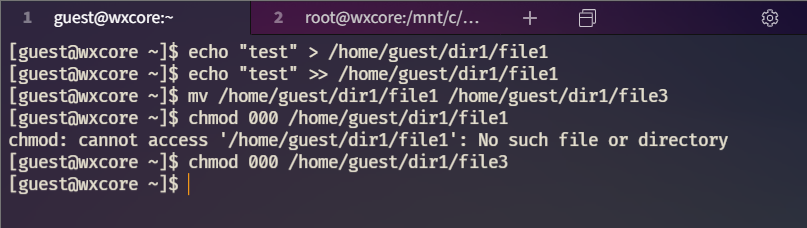 1 guest@wxcore:~ 2 root@wxcore:/mnt/c/...
[guest@wxcore ~]$ echo "test" > /home/guest/dir1/file1
[guest@wxcore ~]$ echo "test" >> /home/guest/dir1/file1
[guest@wxcore ~]$ mv /home/guest/dir1/file1 /home/guest/dir1/file3
[guest@wxcore ~]$ chmod 000 /home/guest/dir1/file1
chmod: cannot access '/home/guest/dir1/file1': No such file or directory
[guest@wxcore ~]$ chmod 000 /home/guest/dir1/file3
[guest@wxcore ~]$